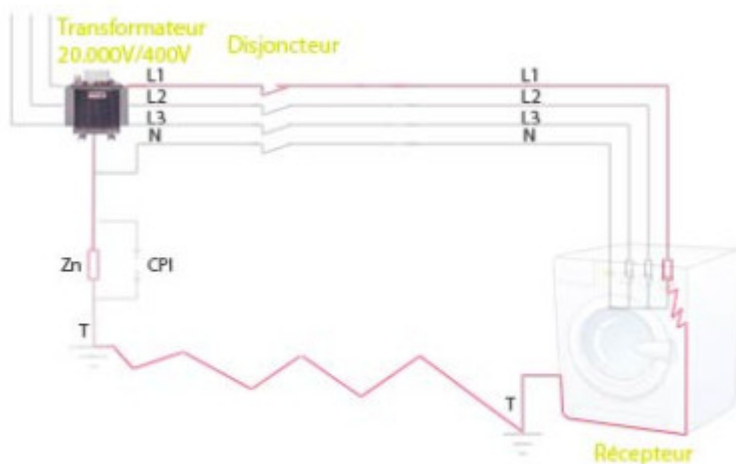 Transformateur
20.000V/400V
Disjoncteur
L1
L1
L2
L2
L3
L3
N
N
Zn
CPI
T
T
Récepteur